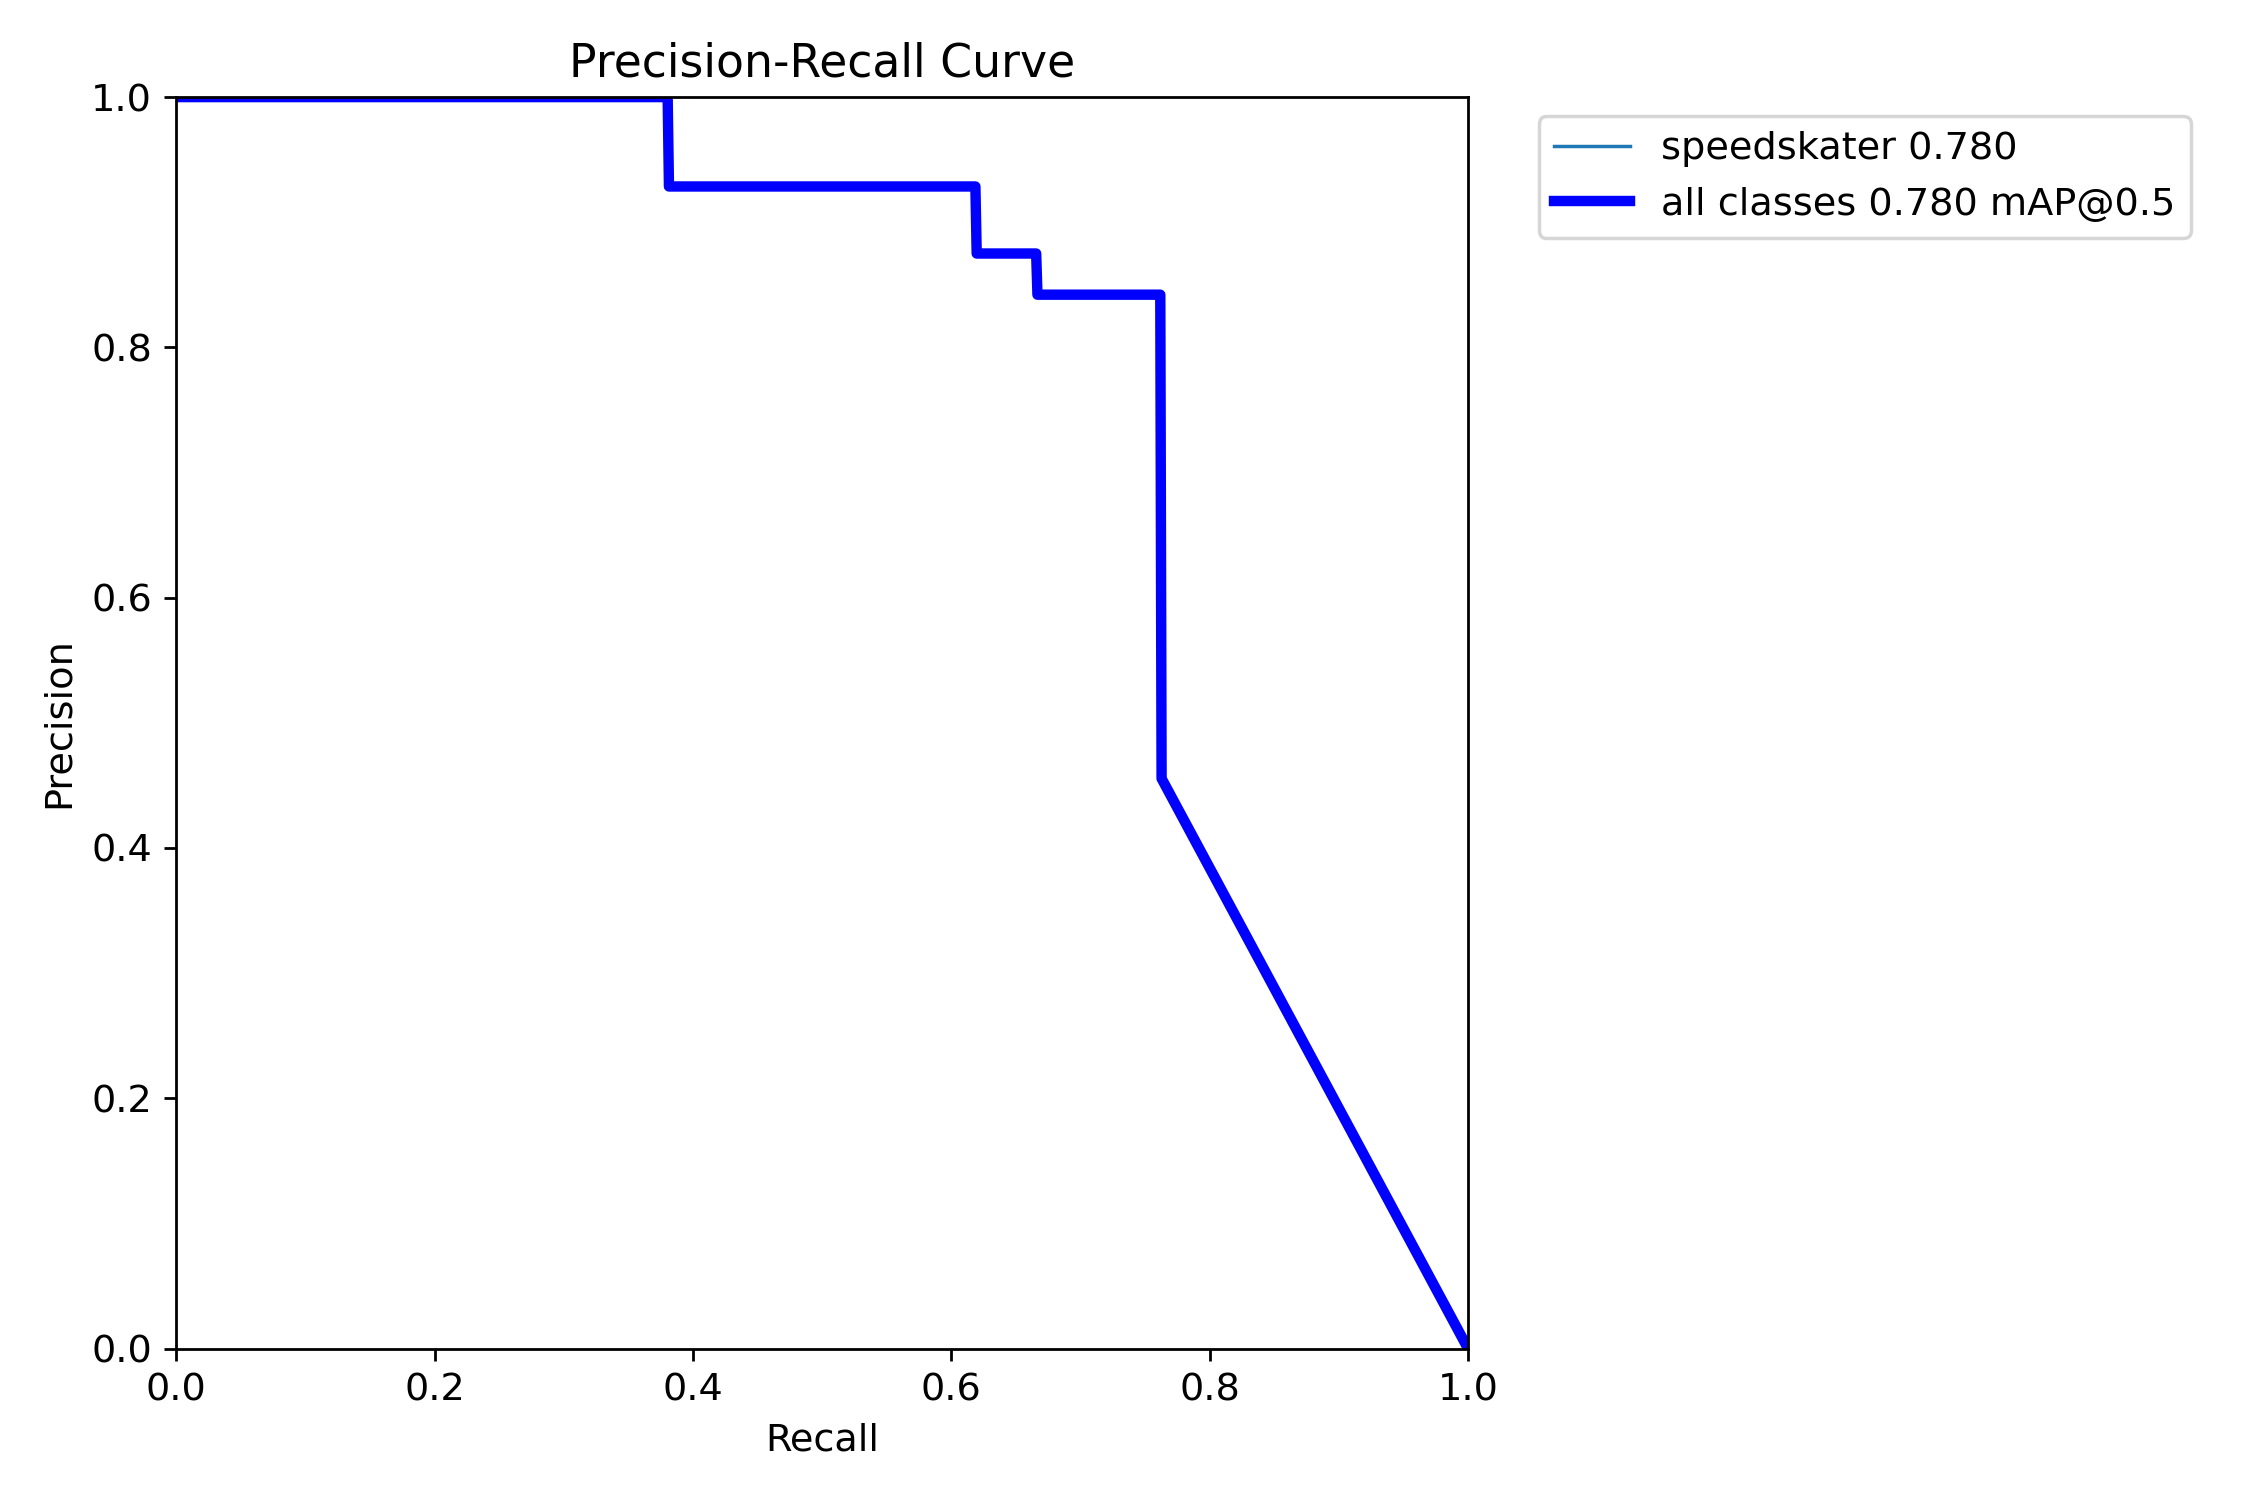 Precision-Recall Curve
1.0
0.8
0.6
0.4
0.2
0.0
Precision
0.0 0.2 0.4 0.6 0.8 1.0
Recall
speedskater 0.780
all classes 0.780 mAP@0.5